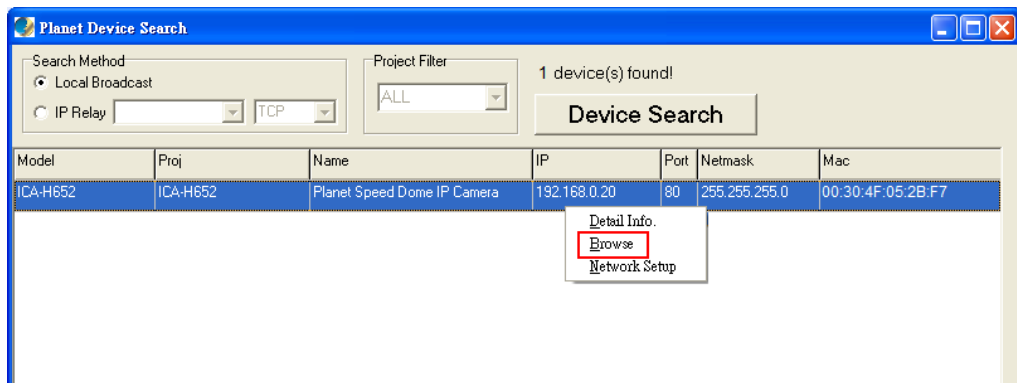 Planet Device Search
Search Method
Local Broadcast
IP Relay TCP
Project Filter
ALL
1 device(s) found!
Device Search
Model Proj Name IP Port Netmask Mac
ICA-H652 ICA-H652 Planet Speed Dome IP Camera 192.168.0.20 80 255.255.255.0 00:30:4F:05:2B:F7
Detail Info.
Browse
Network Setup